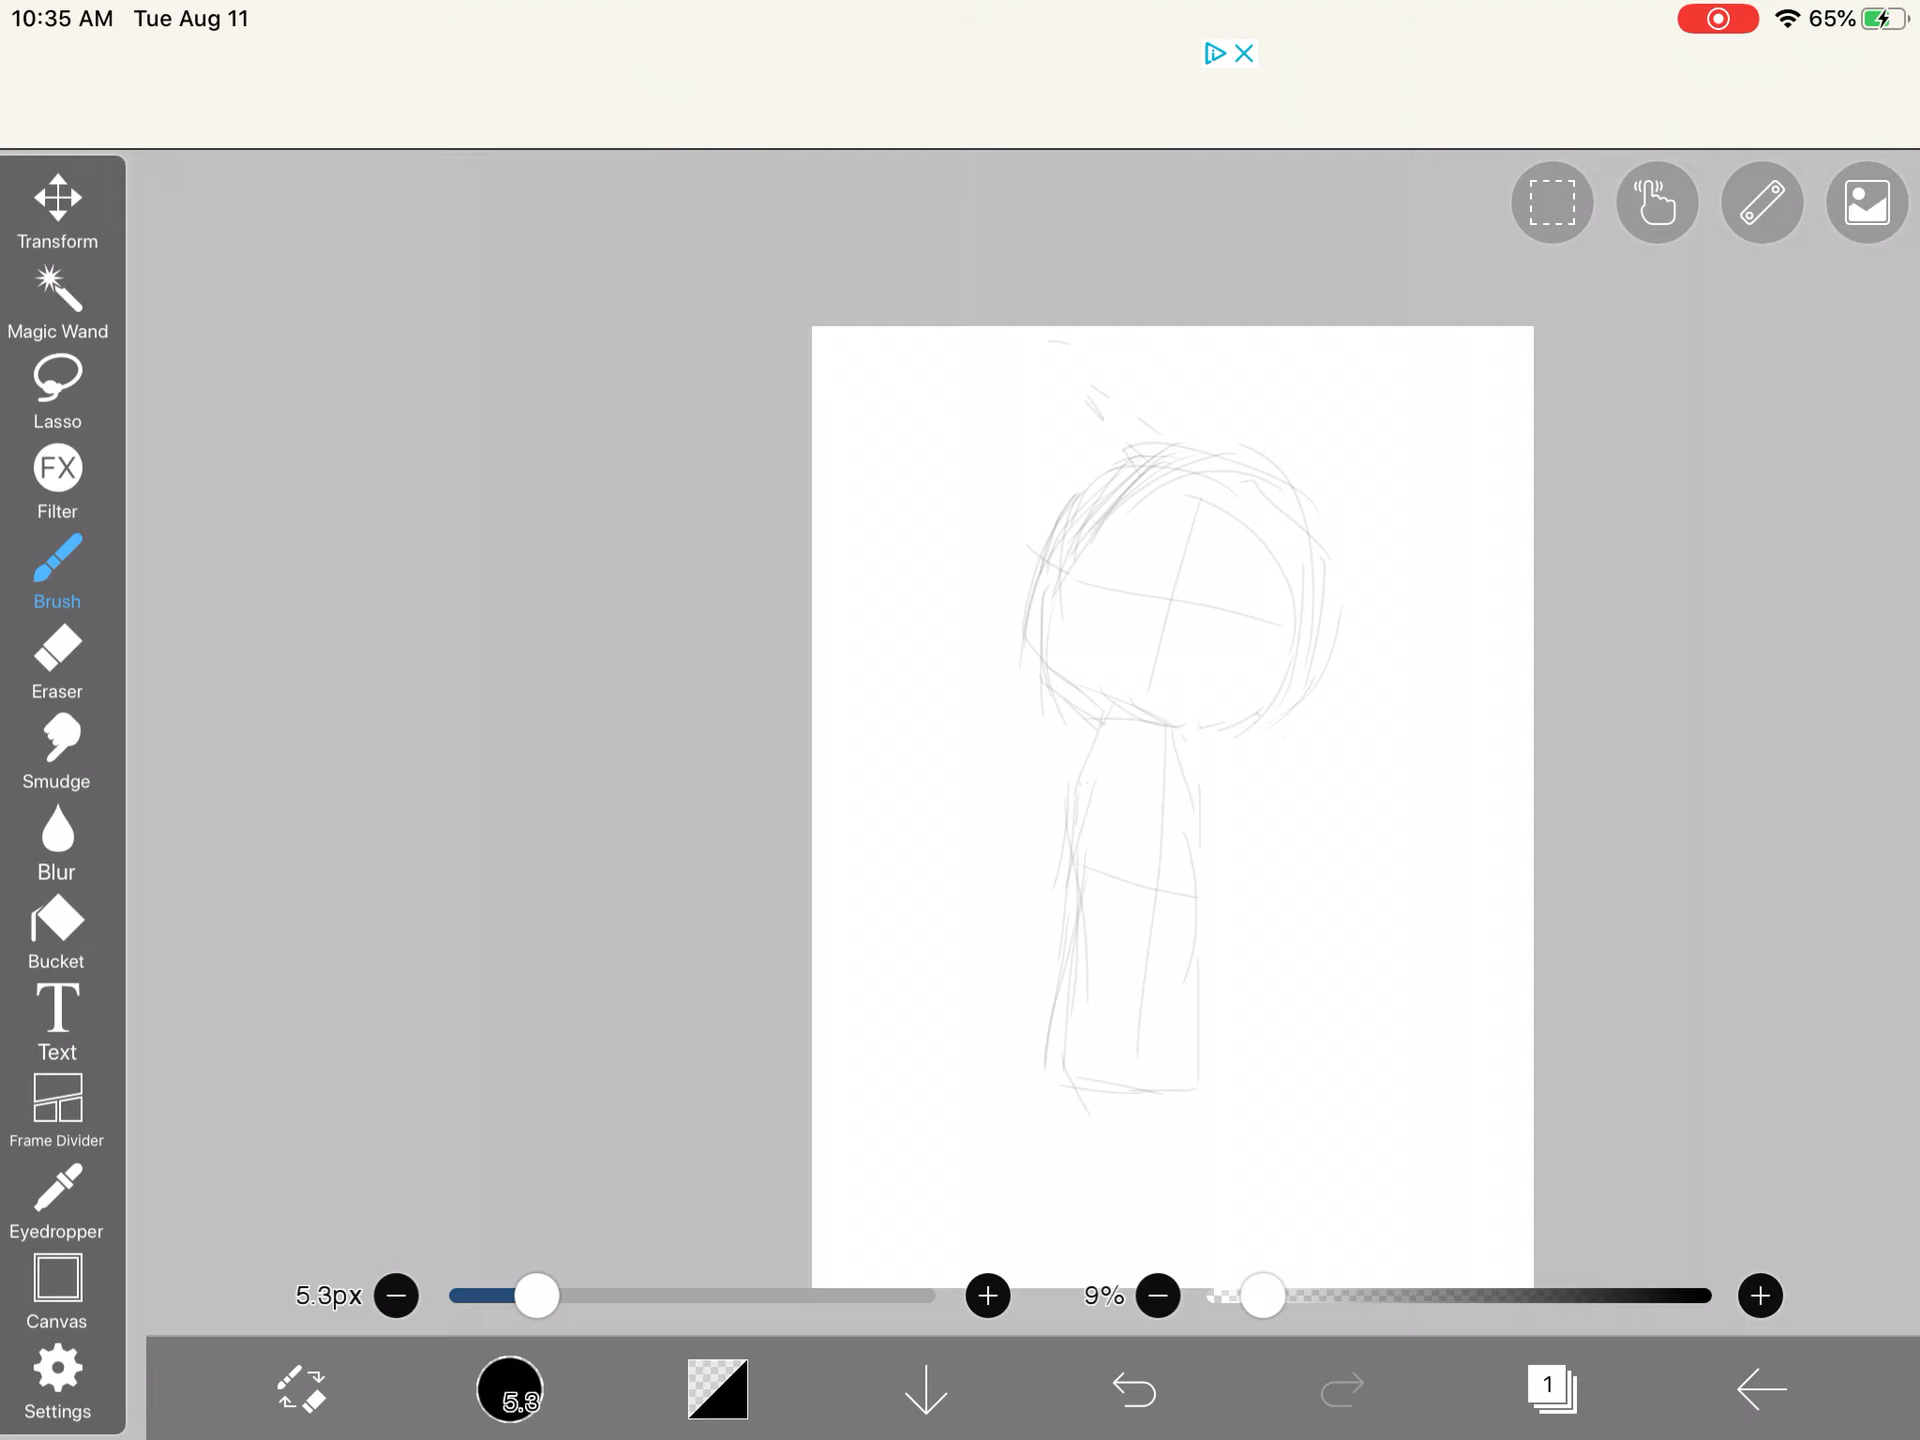 10:35 AM Tue Aug 11
65%
Transform
Magic Wand
Lasso
FX
Filter
Brush
Eraser
Smudge
Blur
Bucket
T
Text
Frame Divider
Eyedropper
Canvas
Settings
5.3px
9%
5.3
1